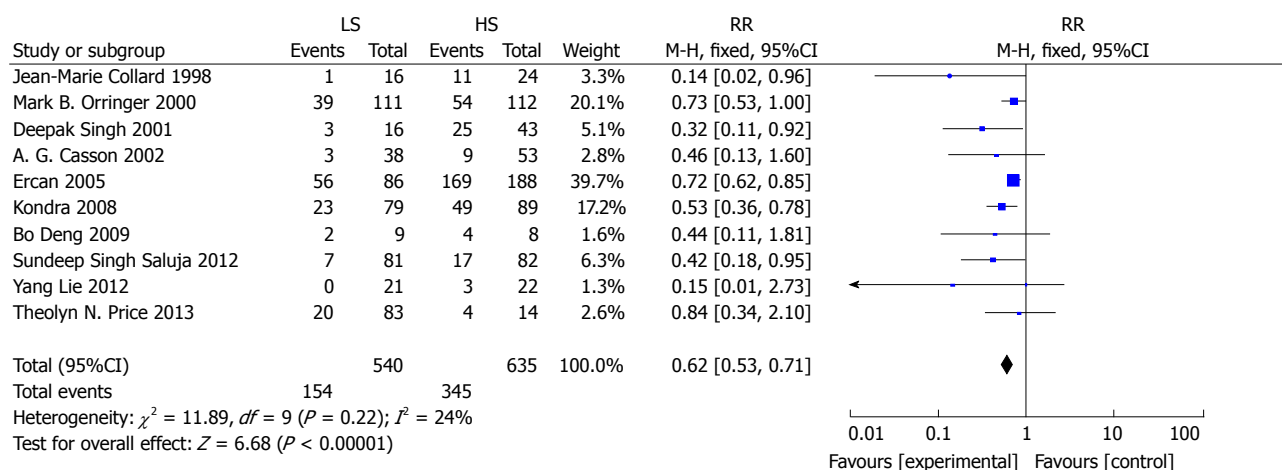 LS HS RR RR
Study or subgroup Events Total Events Total Weight M-H, fixed, 95%CI M-H, fixed, 95%CI
Jean-Marie Collard 1998 1 16 11 24 3.3% 0.14 [0.02, 0.96]
Mark B. Orringer 2000 39 111 54 112 20.1% 0.73 [0.53, 1.00]
Deepak Singh 2001 3 16 25 43 5.1% 0.32 [0.11, 0.92]
A. G. Casson 2002 3 38 9 53 2.8% 0.46 [0.13, 1.60]
Ercan 2005 56 86 169 188 39.7% 0.72 [0.62, 0.85]
Kondra 2008 23 79 49 89 17.2% 0.53 [0.36, 0.78]
Bo Deng 2009 2 9 4 8 1.6% 0.44 [0.11, 1.81]
Sundeep Singh Saluja 2012 7 81 17 82 6.3% 0.42 [0.18, 0.95]
Yang Lie 2012 0 21 3 22 1.3% 0.15 [0.01, 2.73]
Theolyn N. Price 2013 20 83 4 14 2.6% 0.84 [0.34, 2.10]
Total (95%CI) 540 635 100.0% 0.62 [0.53, 0.71]
Total events 154 345
Heterogeneity: χ² = 11.89, df = 9 (P = 0.22); I² = 24%
Test for overall effect: Z = 6.68 (P < 0.00001)
0.01 0.1 1 10 100
Favours [experimental] Favours [control]